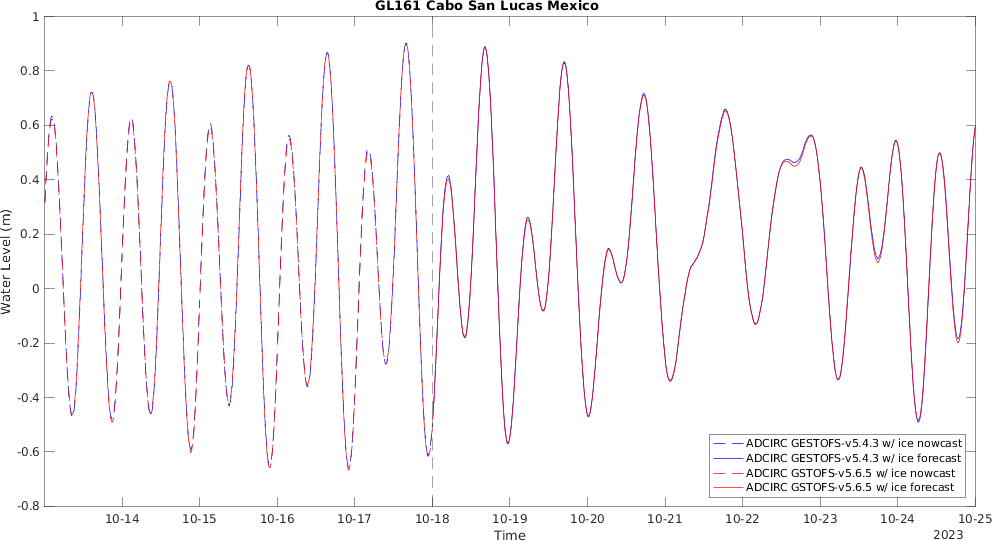 GL161 Cabo San Lucas Mexico
1
0.8
0.6
0.4
0.2
0
-0.2
-0.4
-0.6
-0.8
Water Level (m)
ADCIRC GESTOFS-v5.4.3 w/ ice nowcast
ADCIRC GESTOFS-v5.4.3 w/ ice forecast
ADCIRC GSTOFS-v5.6.5 w/ ice nowcast
ADCIRC GSTOFS-v5.6.5 w/ ice forecast
10-14 10-15 10-16 10-17 10-18 10-19 10-20 10-21 10-22 10-23 10-24 10-25
Time
2023